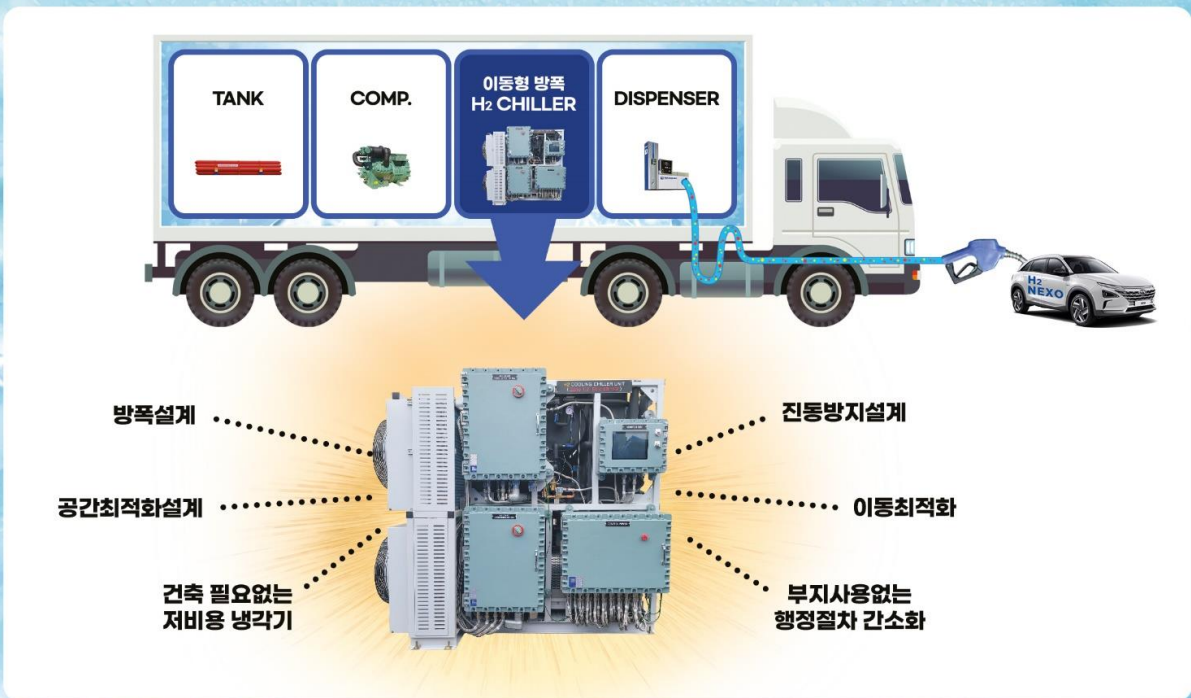 TANK
COMP.
이동형 방폭
H2 CHILLER
DISPENSER
H2
NEXO
방폭설계
공간최적화설계
건축 필요없는
저비용 냉각기
진동방지설계
이동최적화
부지사용없는
행정절차 간소화